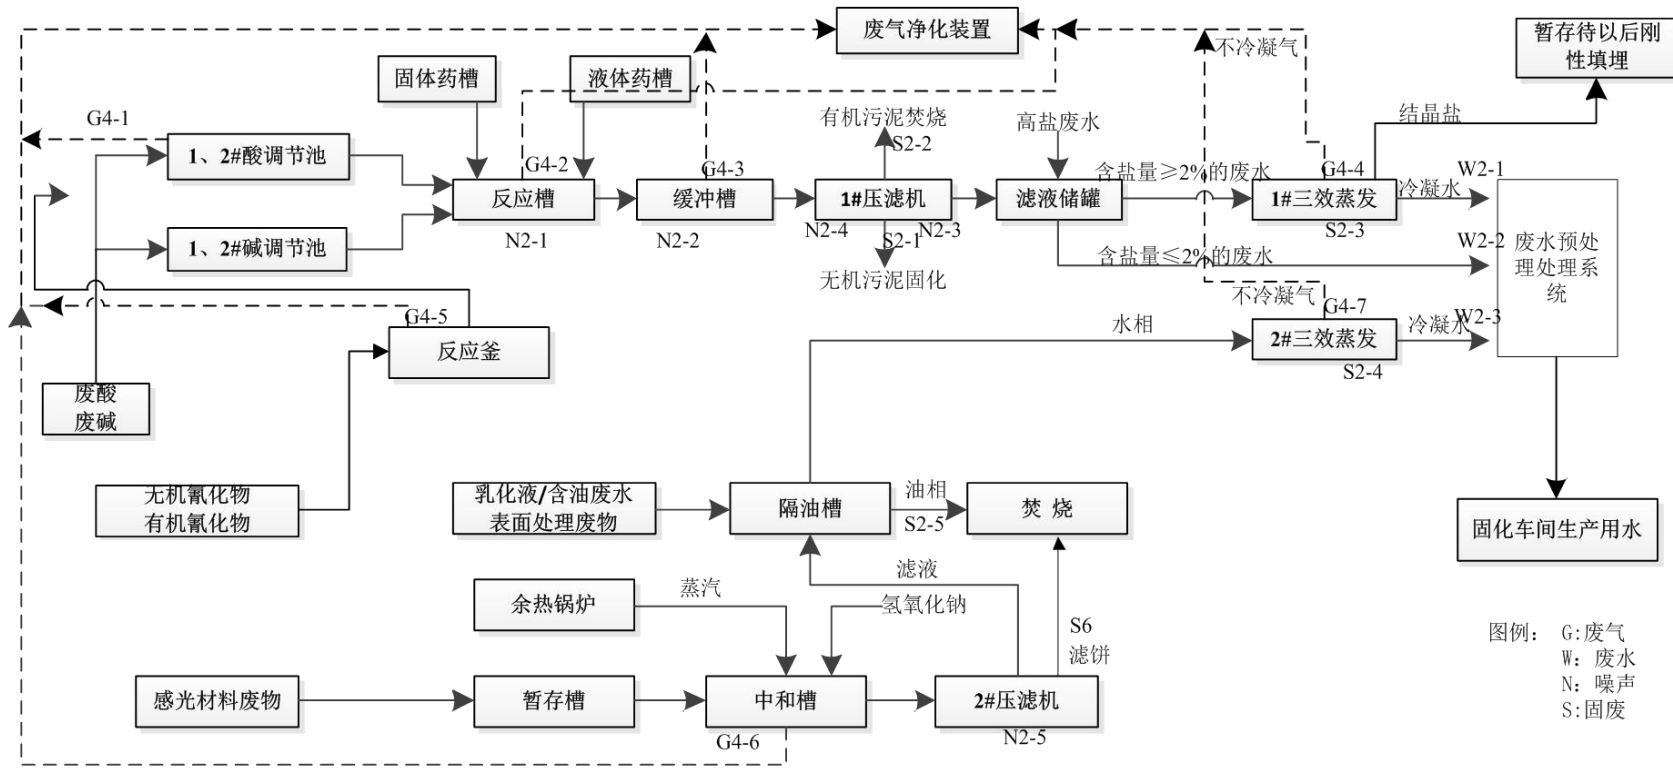 废气净化装置
不冷凝气
暂存待以后刚
性填埋
固体药槽
液体药槽
G4-1
有机污泥焚烧
S2-2
高盐废水
结晶盐
1、2#酸调节池
G4-2
G4-3
含盐量≥2%的废水
G4-4
W2-1
反应槽
缓冲槽
1#压滤机
滤液储罐
1#三效蒸发
冷凝水
N2-1
N2-2
N2-4
S2-1
N2-3
S2-3
1、2#碱调节池
含盐量≤2%的废水
W2-2
废水预处
理处理系
统
无机污泥固化
不冷凝气
G4-5
G4-7
W2-3
反应釜
水相
2#三效蒸发
冷凝水
S2-4
废酸
废碱
无机氰化物
有机氰化物
乳化液/含油废水
表面处理废物
隔油槽
油相
S2-5
焚 烧
固化车间生产用水
滤液
余热锅炉
蒸汽
氢氧化钠
S6
滤饼
感光材料废物
暂存槽
中和槽
2#压滤机
G4-6
N2-5
图例： G:废气
W: 废水
N: 噪声
S:固废